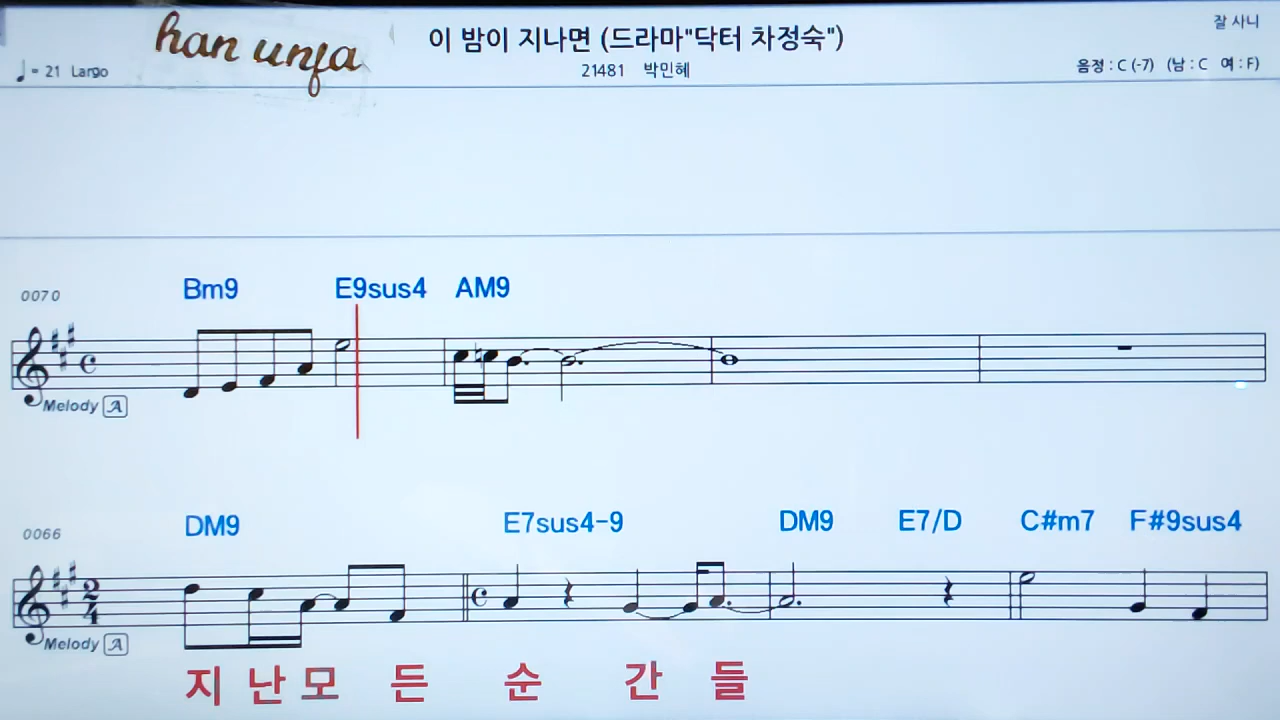 han unja
이 밤이 지나면 (드라마"닥터 차정숙")
잘 사니
♩= 21 Largo
21481 박민혜
음정 : C (-7) (남 : C 여 : F)
0070
Bm9 E9sus4 AM9
Melody A
0066
DM9 E7sus4-9 DM9 E7/D C#m7 F#9sus4
2
4
Melody A
지 난 모 든 순 간 들